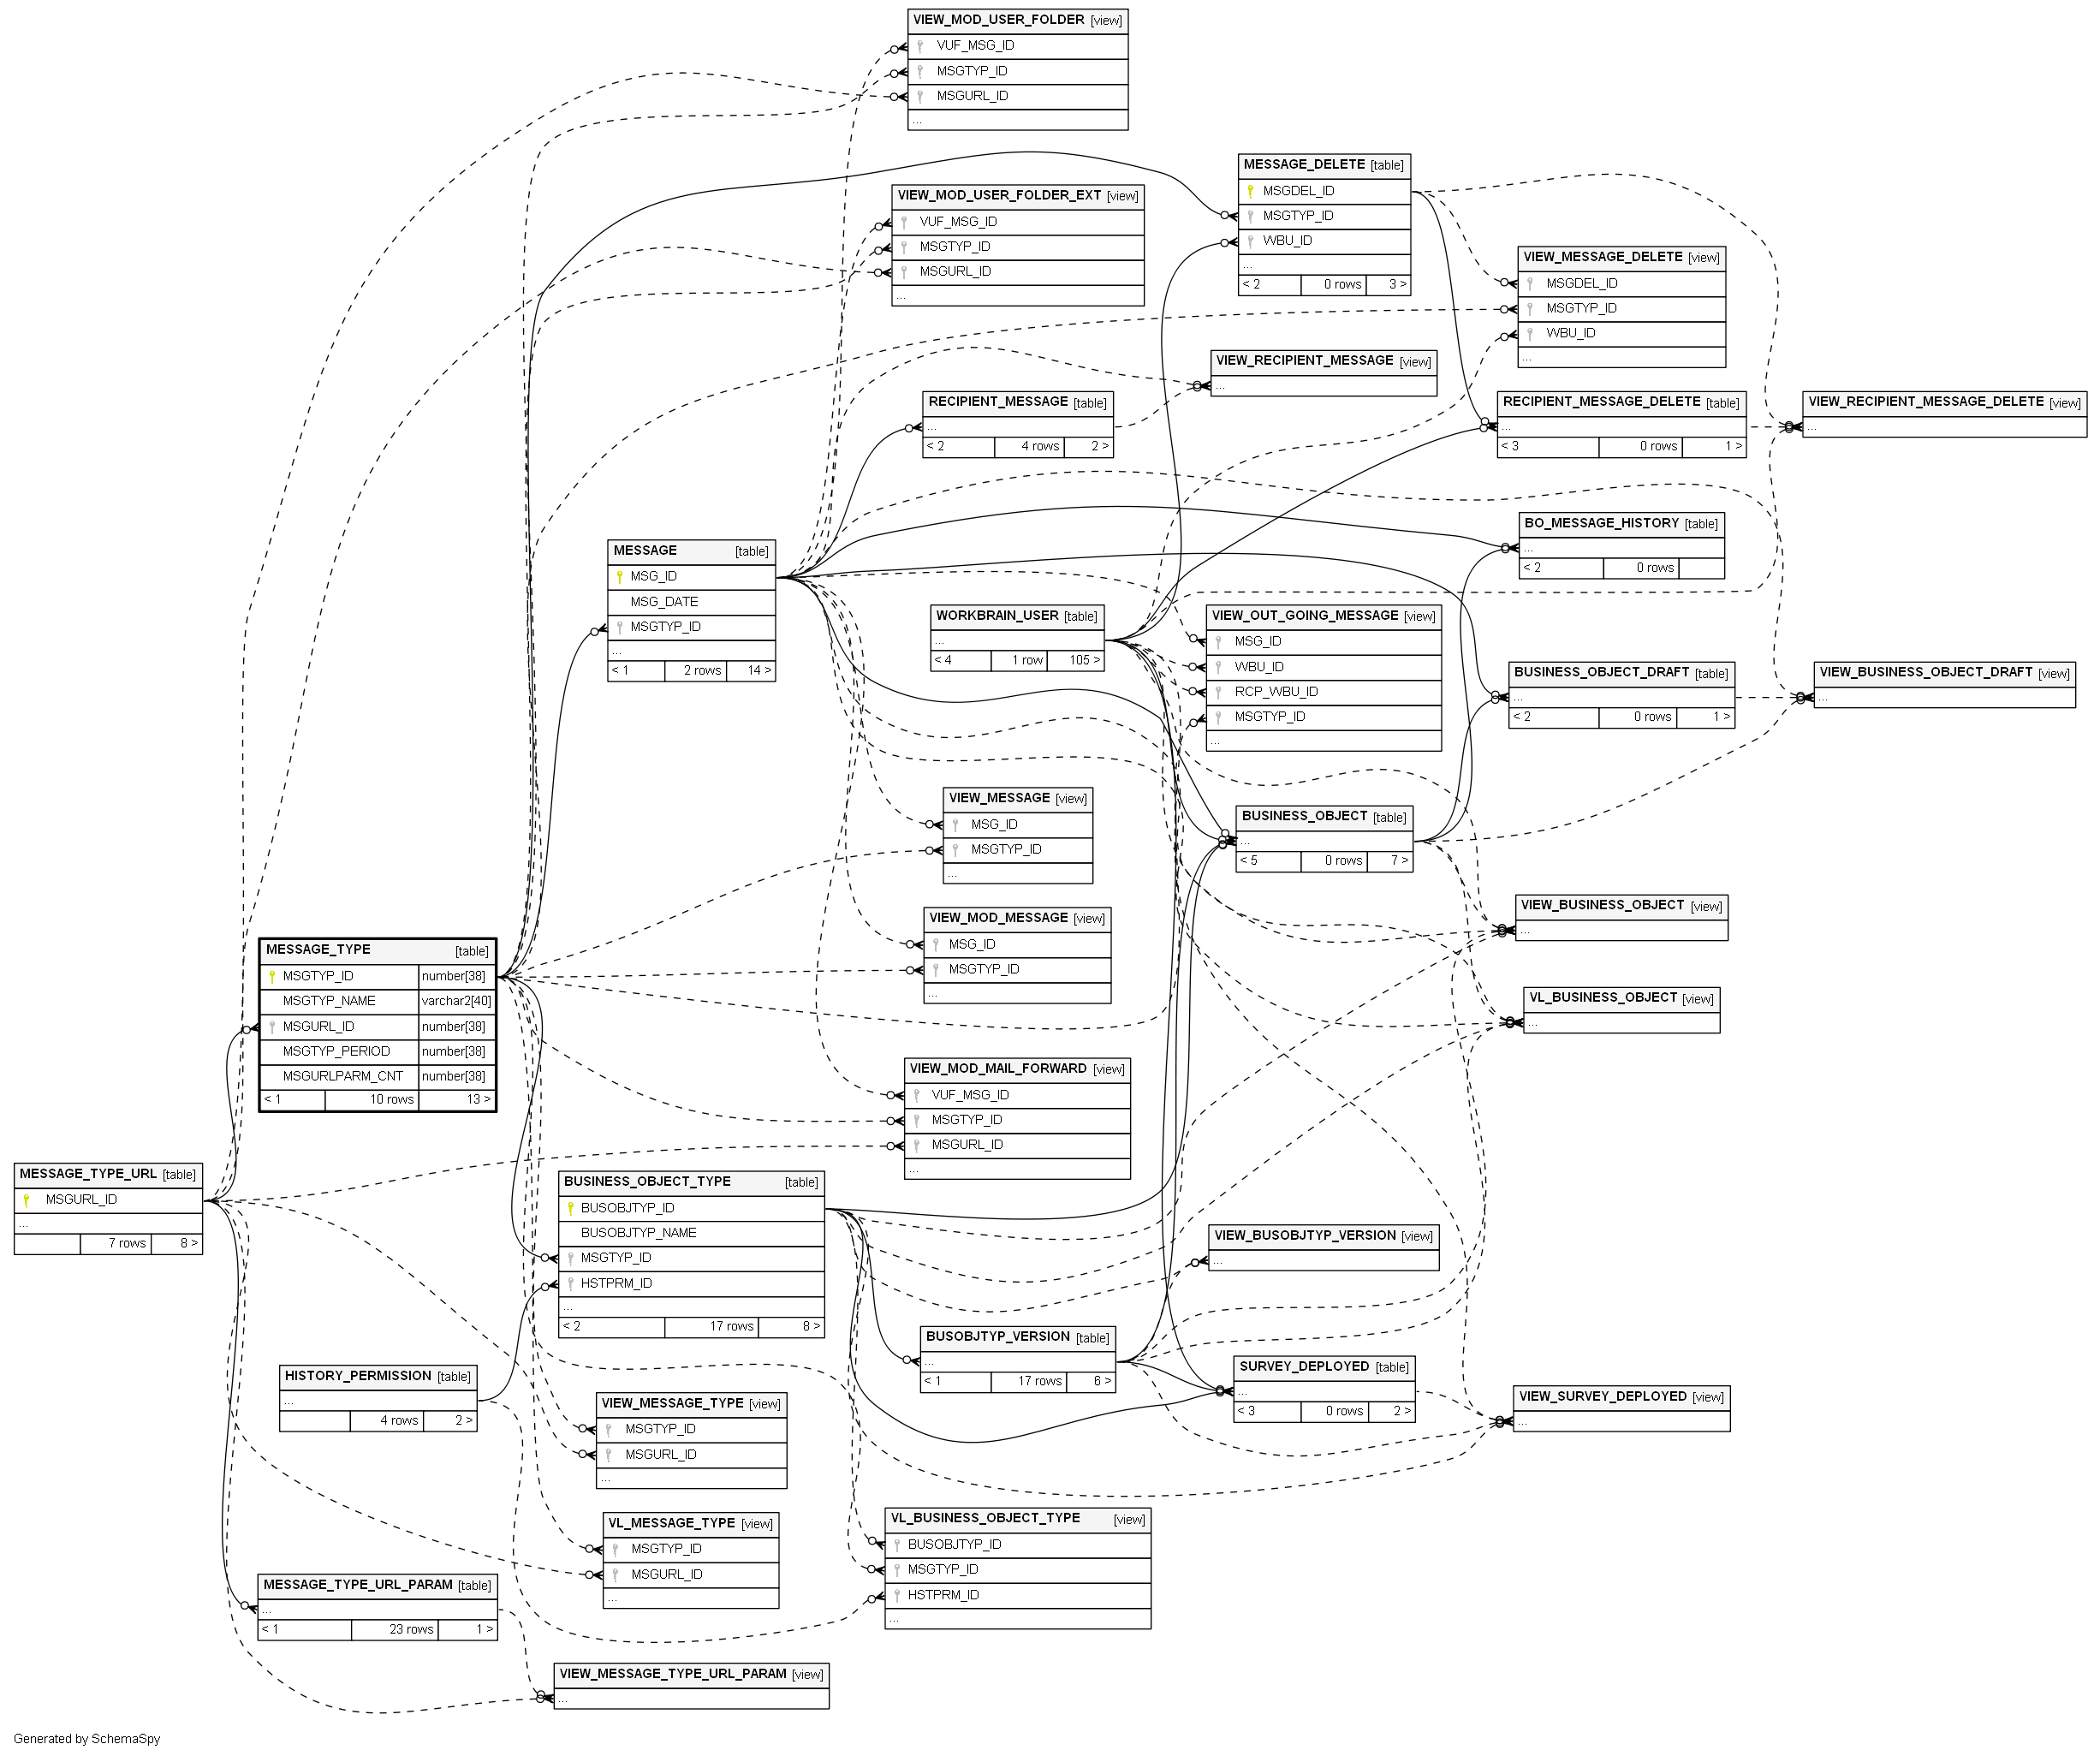 VIEW_MOD_USER_FOLDER [view]
VUF_MSG_ID
MSGTYP_ID
MSGURL_ID
...
MESSAGE_DELETE [table]
MSGDEL_ID
MSGTYP_ID
WBU_ID
...
< 2 0 rows 3 >
VIEW_MOD_USER_FOLDER_EXT [view]
VUF_MSG_ID
MSGTYP_ID
MSGURL_ID
...
VIEW_MESSAGE_DELETE [view]
MSGDEL_ID
MSGTYP_ID
WBU_ID
...
VIEW_RECIPIENT_MESSAGE [view]
...
RECIPIENT_MESSAGE [table]
...
< 2 4 rows 2 >
RECIPIENT_MESSAGE_DELETE [table]
...
< 3 0 rows 1 >
VIEW_RECIPIENT_MESSAGE_DELETE [view]
...
BO_MESSAGE_HISTORY [table]
...
< 2 0 rows
MESSAGE [table]
MSG_ID
MSG_DATE
MSGTYP_ID
...
< 1 2 rows 14 >
WORKBRAIN_USER [table]
...
< 4 1 row 105 >
VIEW_OUT_GOING_MESSAGE [view]
MSG_ID
WBU_ID
RCP_WBU_ID
MSGTYP_ID
...
BUSINESS_OBJECT_DRAFT [table]
...
< 2 0 rows 1 >
VIEW_BUSINESS_OBJECT_DRAFT [view]
...
VIEW_MESSAGE [view]
MSG_ID
MSGTYP_ID
...
BUSINESS_OBJECT [table]
...
< 5 0 rows 7 >
VIEW_MOD_MESSAGE [view]
MSG_ID
MSGTYP_ID
...
VIEW_BUSINESS_OBJECT [view]
...
MESSAGE_TYPE [table]
MSGTYP_ID number[38]
MSGTYP_NAME varchar2[40]
MSGURL_ID number[38]
MSGTYP_PERIOD number[38]
MSGURLPARM_CNT number[38]
< 1 10 rows 13 >
VL_BUSINESS_OBJECT [view]
...
VIEW_MOD_MAIL_FORWARD [view]
VUF_MSG_ID
MSGTYP_ID
MSGURL_ID
...
MESSAGE_TYPE_URL [table]
MSGURL_ID
...
7 rows 8 >
BUSINESS_OBJECT_TYPE [table]
BUSOBJTYP_ID
BUSOBJTYP_NAME
MSGTYP_ID
HSTPRM_ID
...
< 2 17 rows 8 >
VIEW_BUSOBJTYP_VERSION [view]
...
BUSOBJTYP_VERSION [table]
...
< 1 17 rows 6 >
SURVEY_DEPLOYED [table]
...
< 3 0 rows 2 >
HISTORY_PERMISSION [table]
...
4 rows 2 >
VIEW_SURVEY_DEPLOYED [view]
...
VIEW_MESSAGE_TYPE [view]
MSGTYP_ID
MSGURL_ID
...
VL_MESSAGE_TYPE [view]
MSGTYP_ID
MSGURL_ID
...
VL_BUSINESS_OBJECT_TYPE [view]
BUSOBJTYP_ID
MSGTYP_ID
HSTPRM_ID
...
MESSAGE_TYPE_URL_PARAM [table]
...
< 1 23 rows 1 >
VIEW_MESSAGE_TYPE_URL_PARAM [view]
...
Generated by SchemaSpy